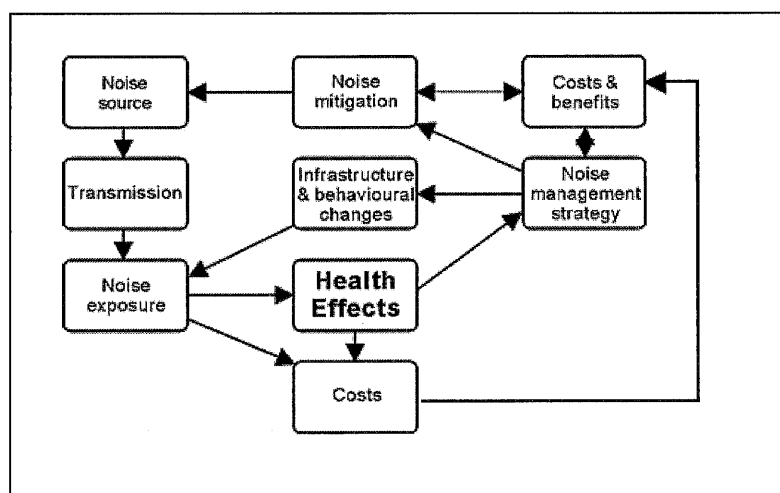 Noise
source
Noise
mitigation
Costs &
benefits
Transmission
Infrastructure
& behavioural
changes
Noise
management
strategy
Noise
exposure
Health
Effects
Costs